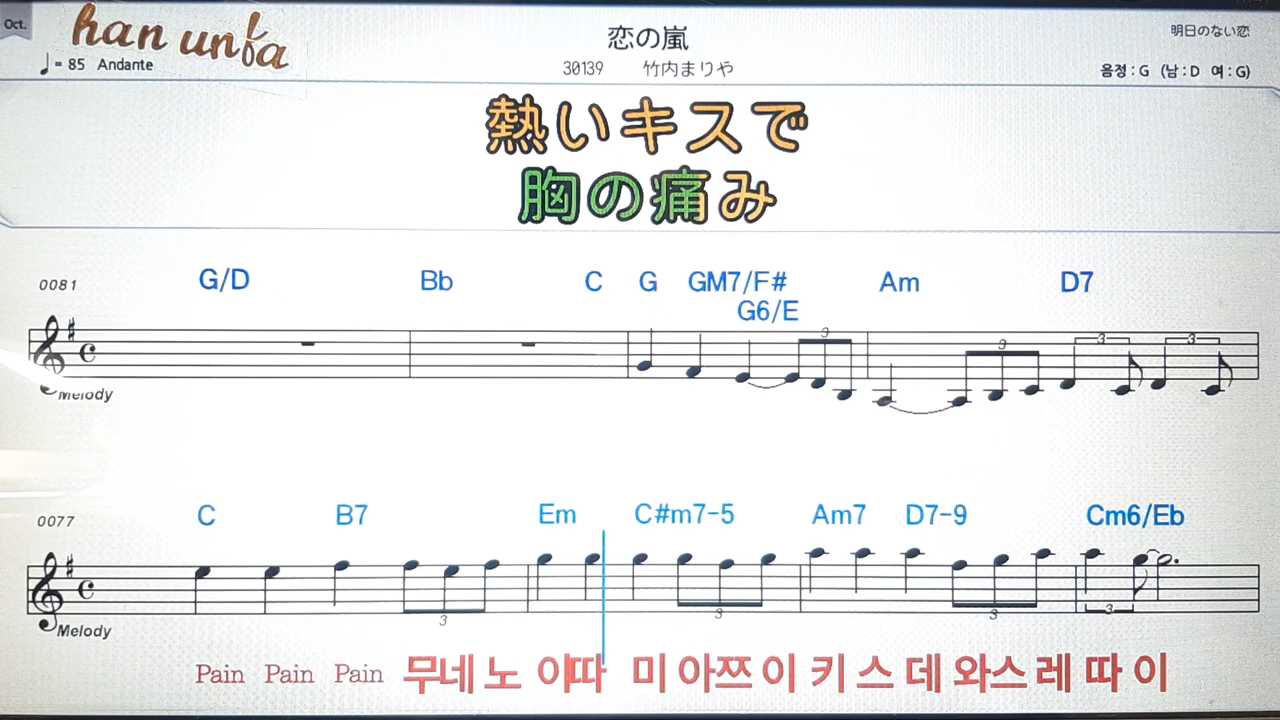 Oct.
han unfa
♩= 85 Andante
恋の嵐
30139 竹内まりや
明日のない恋
음정 : G (남 : D 여 : G)
熱いキスで
胸の痛み
0081
G/D Bb C G GM7/F# Am D7
G6/E
3 3 3 3
Melody
0077
C B7 Em C#m7-5 Am7 D7-9 Cm6/Eb
3 3 3 3
Melody
Pain Pain Pain 무네 노 이따 미 아쯔 이 키 스 데 와스 레 따 이